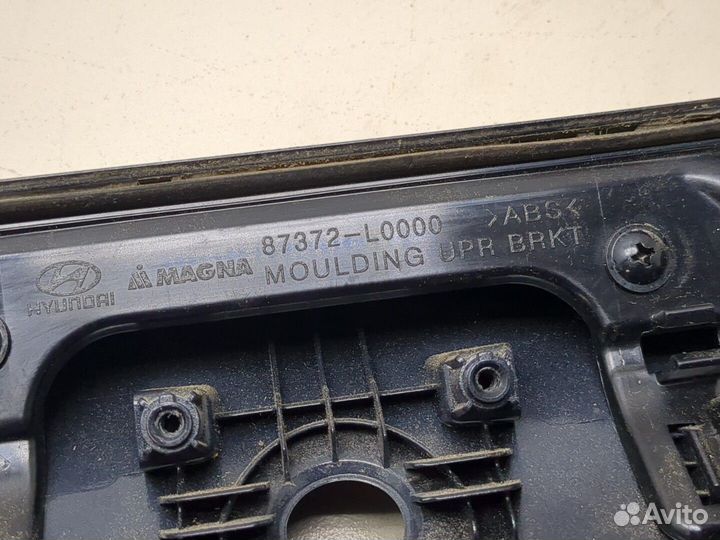 87372-L0000 >ABS<
HYUNDAI MAGNA MOULDING UPR BRKT
Avito